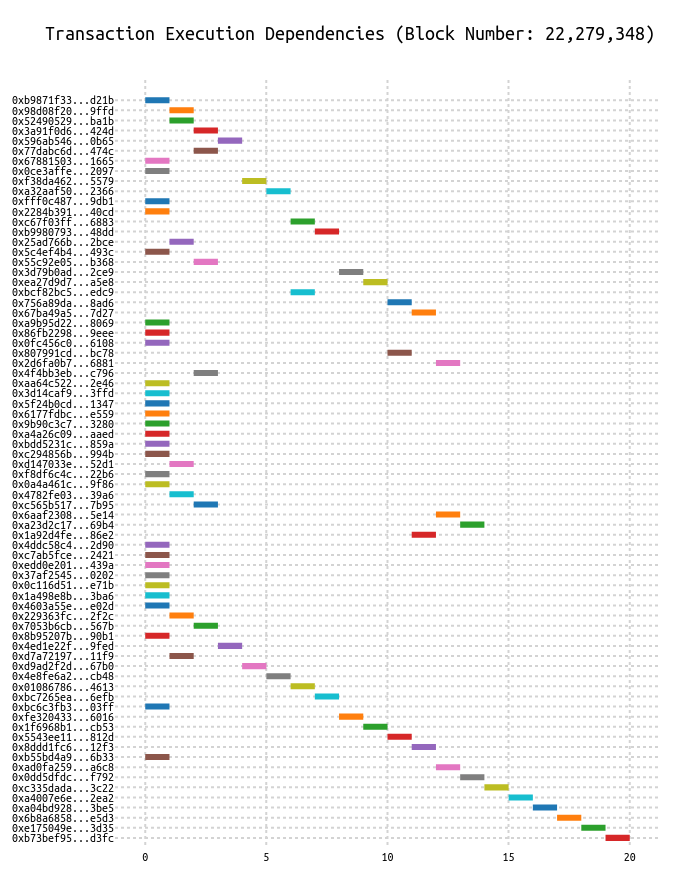 Transaction Execution Dependencies (Block Number: 22,279,348)
0xb9871f33...d21b
0x98d08f20...9ffd
0x52490529...ba1b
0x3a91f0d6...424d
0x596ab546...0b65
0x77dabc6d...474c
0x67881503...1665
0x0ce3affe...2097
0xf38da462...5579
0xa32aaf50...2366
0xfff0c487...9db1
0x2284b391...40cd
0xc67f03ff...6883
0xb9980793...48dd
0x25ad766b...2bce
0x5c4ef4b4...493c
0x55c92e05...b368
0x3d79b0ad...2ce9
0xea27d9d7...a5e8
0xbcf82bc5...edc9
0x756a89da...8ad6
0x67ba49a5...7d27
0xa9b95d22...8069
0x86fb2298...9eee
0x0fc456c0...6108
0x807991cd...bc78
0x2d6fa0b7...6881
0x4f4bb3eb...c796
0xaa64c522...2e46
0x3d14caf9...3ffd
0x5f24b0cd...1347
0x6177fdbc...e559
0x9b90c3c7...3280
0xa4a26c09...aaed
0xbdd5231c...859a
0xc294856b...994b
0xd147033e...52d1
0xf8df6c4c...22b6
0x0a4a461c...9f86
0x4782fe03...39a6
0xc565b517...7b95
0x6aaf2308...5e14
0xa23d2c17...69b4
0x1a92d4fe...86e2
0x4ddc58c4...2d90
0xc7ab5fce...2421
0xedd0e201...439a
0x37af2545...0202
0x0c116d51...e71b
0x1a498e8b...3ba6
0x4603a55e...e02d
0x229363fc...2f2c
0x7053b6cb...567b
0x8b95207b...90b1
0x4ed1e22f...9fed
0xd7a72197...11f9
0xd9ad2f2d...67b0
0x4e8fe6a2...cb48
0x01086786...4613
0xbc7265ea...6efb
0xbc6c3fb3...03ff
0xfe320433...6016
0x1f6968b1...cb53
0x5543ee11...812d
0x8ddd1fc6...12f3
0xb55bd4a9...6b33
0xad0fa259...a6c8
0x0dd5dfdc...f792
0xc335dada...3c22
0xa4007e6e...2ea2
0xa04bd928...3be5
0x6b8a6858...e5d3
0xe175049e...3d35
0xb73bef95...d3fc
0 5 10 15 20